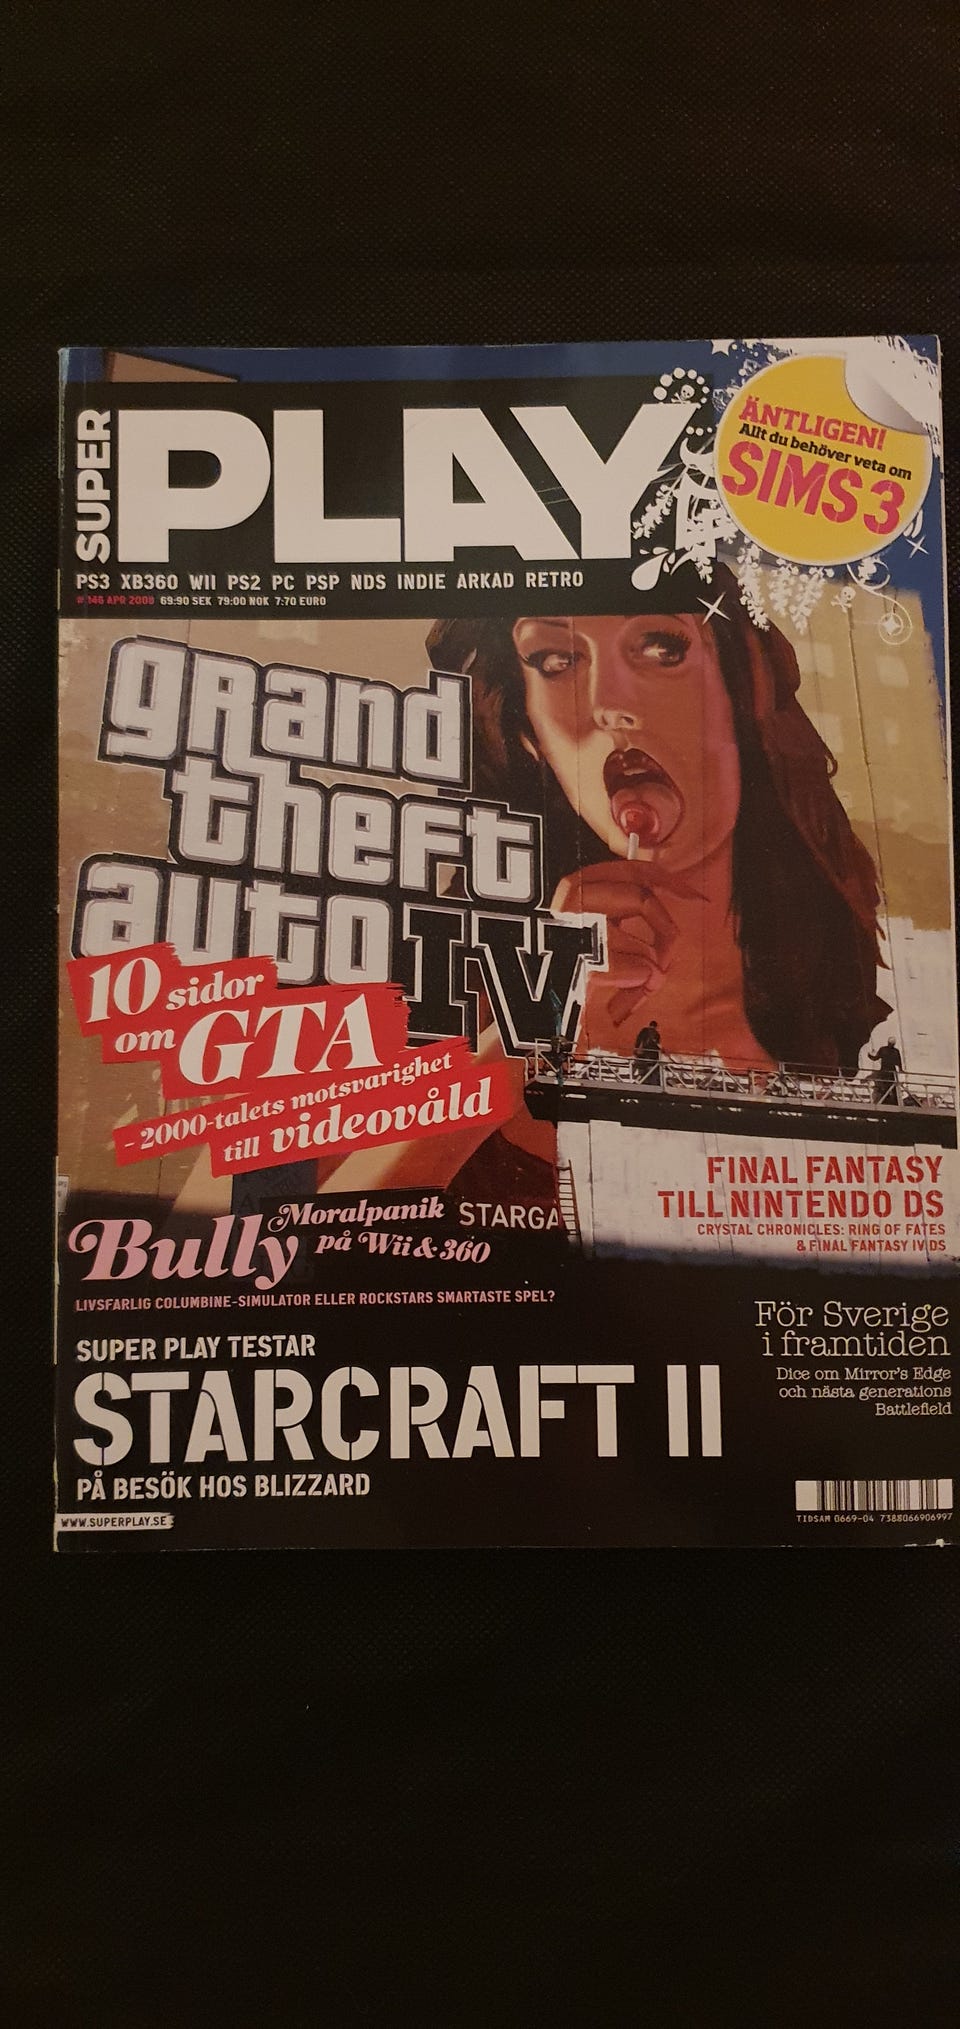 SUPER
PLAY
PS3 XB360 WII PS2 PC PSP NDS INDIE ARKAD RETRO
#146 APR 2008 69:90 SEK 79:00 NOK 7:70 EURO
ÄNTLIGEN!
Allt du behöver veta om
SIMS 3
grand
theft
auto IV
10 sidor
om GTA
- 2000-talets motsvarighet
till videovåld
Bully Moralpanik
på Wii & 360
STARGA
LIVSFARLIG COLUMBINE-SIMULATOR ELLER ROCKSTARS SMARTASTE SPEL?
FINAL FANTASY
TILL NINTENDO DS
CRYSTAL CHRONICLES: RING OF FATES
& FINAL FANTASY IV DS
SUPER PLAY TESTAR
STARCRAFT II
PÅ BESÖK HOS BLIZZARD
För Sverige
i framtiden
Dice om Mirror's Edge
och nästa generations
Battlefield
WWW.SUPERPLAY.SE
TIDSAM 0669-04 7388066906997